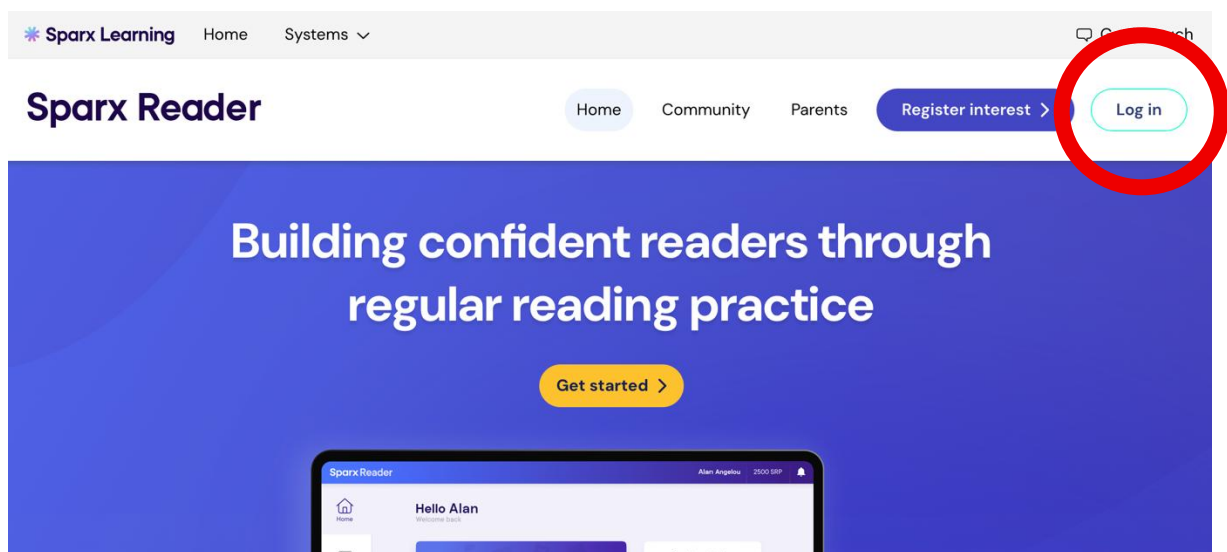 Sparx Learning Home Systems
Sparx Reader Home Community Parents Register interest Log in
Building confident readers through
regular reading practice
Get started
Sparx Reader Alan Angelou 2500 SRP
Home
Hello Alan
Welcome back